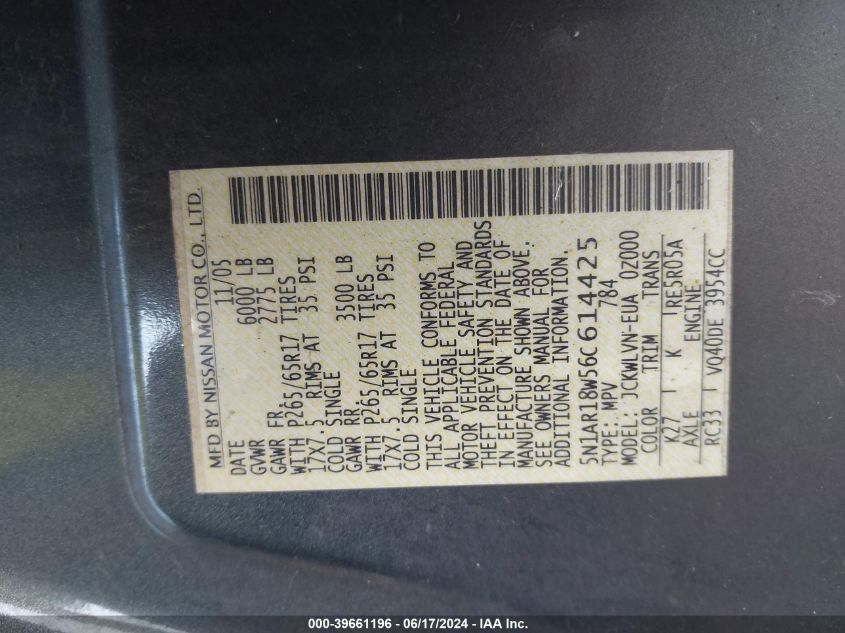 MFD BY NISSAN MOTOR CO., LTD.
DATE 11/05
GVWR 6000 LB
GAWR FR. 2775 LB
WITH P265/65R17 TIRES
17X7.5 RIMS AT 35 PSI
COLD SINGLE
GAWR RR. 3500 LB
WITH P265/65R17 TIRES
17X7.5 RIMS AT 35 PSI
COLD SINGLE
THIS VEHICLE CONFORMS TO
ALL APPLICABLE FEDERAL
MOTOR VEHICLE SAFETY AND
THEFT PREVENTION STANDARDS
IN EFFECT ON THE DATE OF
MANUFACTURE SHOWN ABOVE.
SEE OWNERS MANUAL FOR
ADDITIONAL INFORMATION.
5N1AR18W56C614425
TYPE: MPV 784
MODEL: JCKWLVN-EUA 02000
COLOR TRIM TRANS
K27 K RE5R05A
AXLE ENGINE
RC33 VQ40DE 3954CC
000-39661196 - 06/17/2024 - IAA Inc.